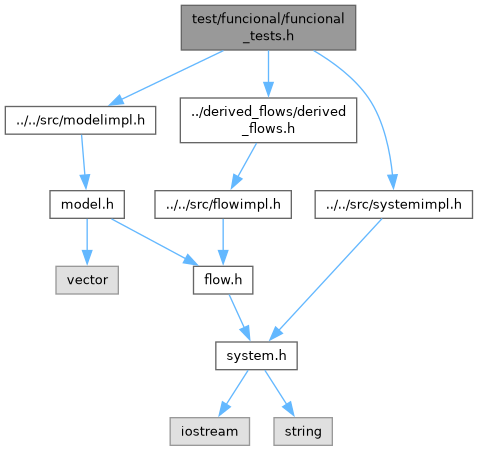 test/funcional/funcional
_tests.h
../../src/modelimpl.h
../derived_flows/derived
_flows.h
model.h
../../src/flowimpl.h
../../src/systemimpl.h
vector
flow.h
system.h
iostream
string